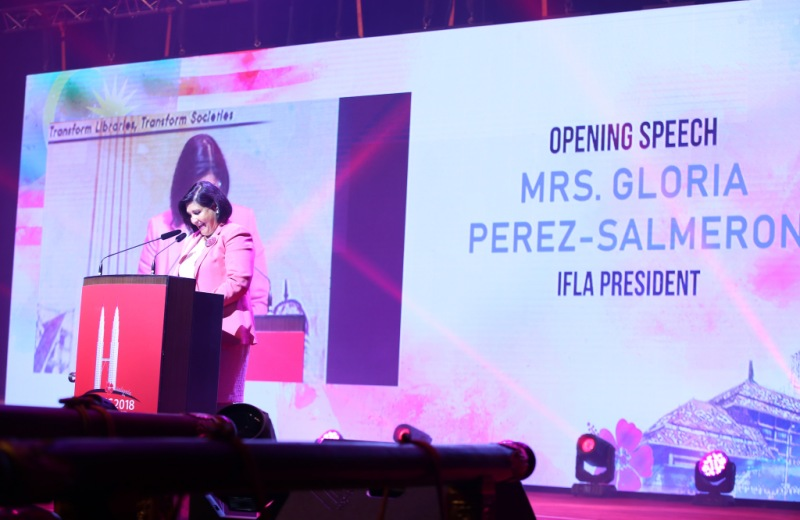 Transform Libraries, Transform Societies
OPENING SPEECH
MRS. GLORIA
PEREZ-SALMERON
IFLA PRESIDENT
2018